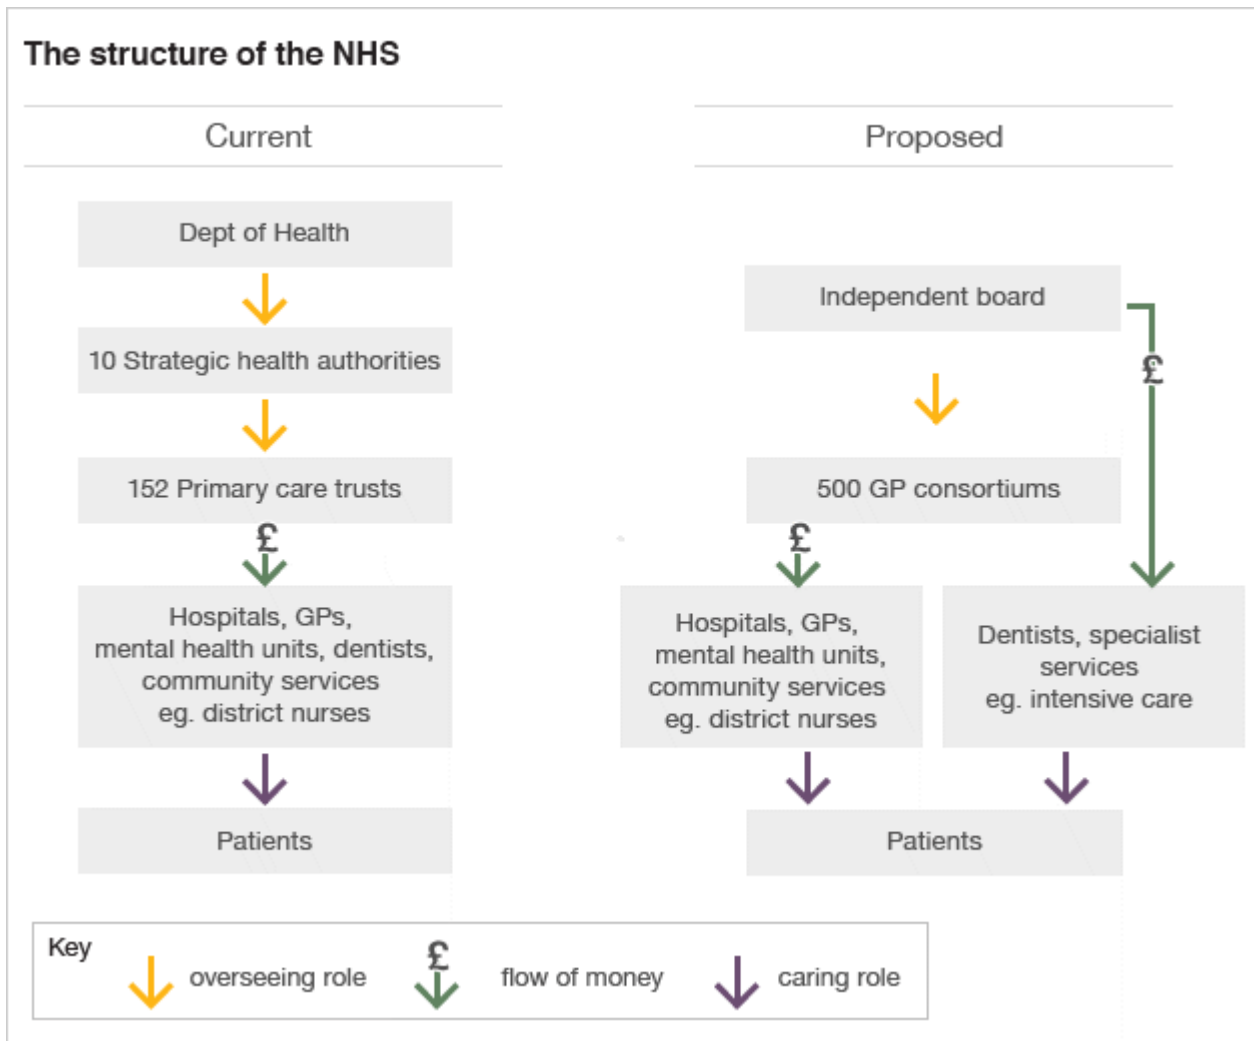 The structure of the NHS
Current
Dept of Health
10 Strategic health authorities
152 Primary care trusts
£
Hospitals, GPs,
mental health units, dentists,
community services
eg. district nurses
Patients
Proposed
Independent board
£
500 GP consortiums
£
Hospitals, GPs,
mental health units,
community services
eg. district nurses
Dentists, specialist
services
eg. intensive care
Patients
Key
overseeing role
£
flow of money
caring role